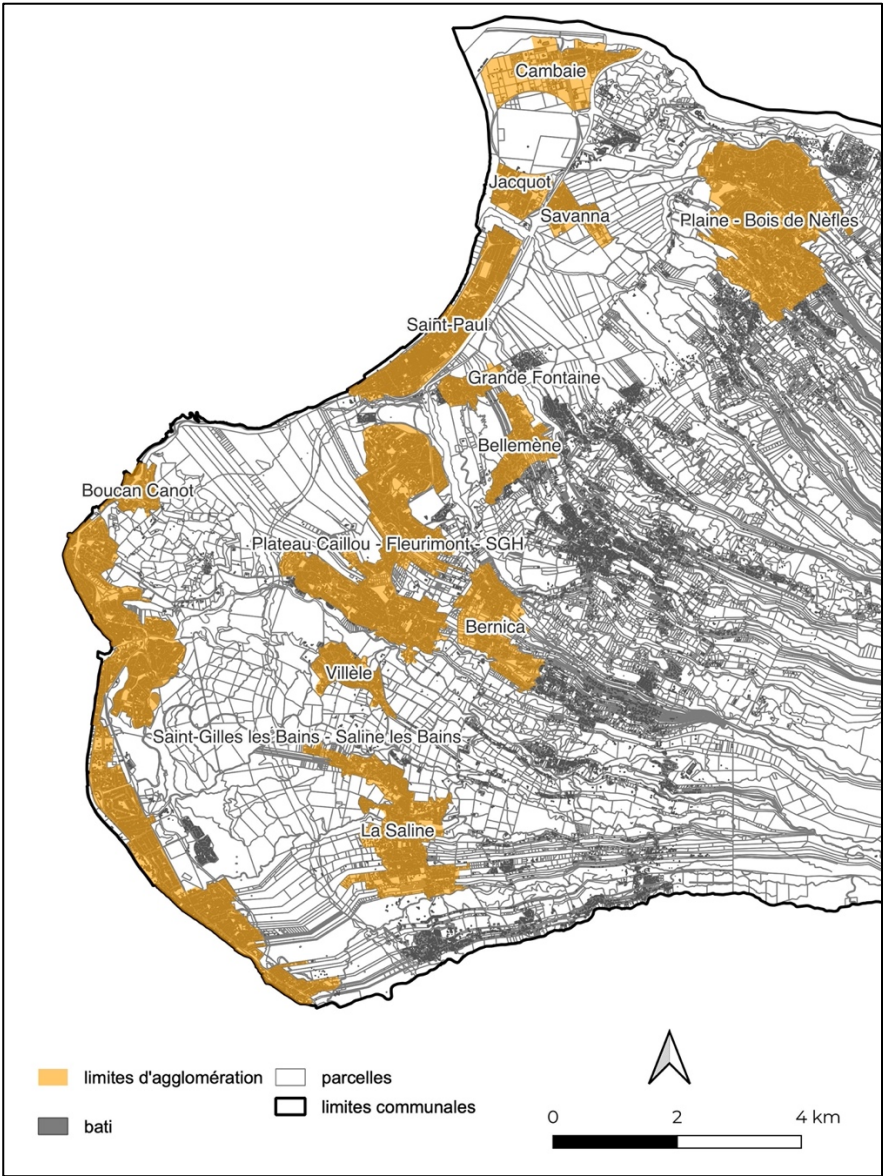 Cambaie
Jacquot
Savanna
Plaine - Bois de Nèfles
Saint-Paul
Grande Fontaine
Bellemène
Boucan Canot
Plateau Caillou - Fleurimont - SGH
Bernica
Villèle
Saint-Gilles les Bains - Saline les Bains
La Saline
limites d'agglomération
parcelles
limites communales
bati
0 2 4 km